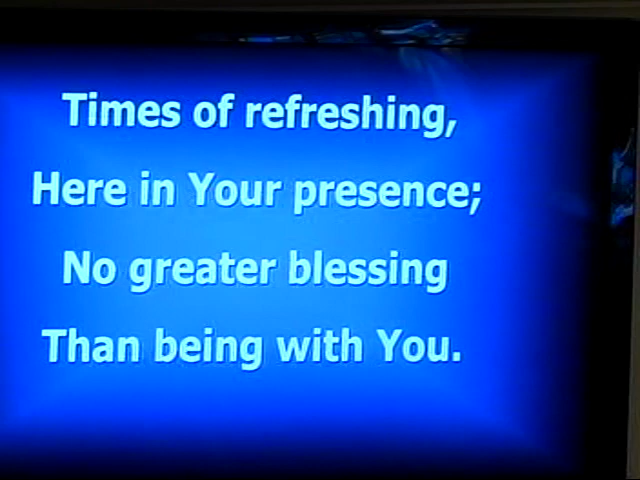 Times of refreshing,
Here in Your presence;
No greater blessing
Than being with You.